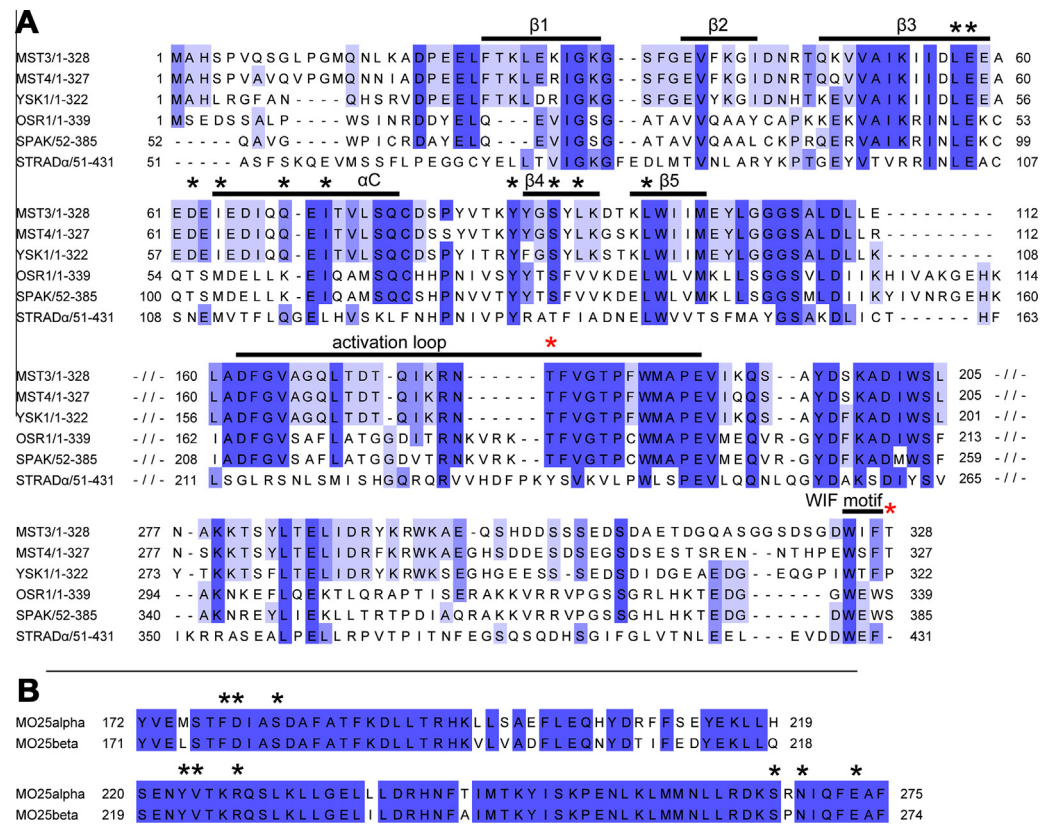 A
β1 β2 β3
* *
MST3/1-328 1 MAHSPVQSGLPGMQNLKADPEELFTKLEKIGKG--SFGEVFKGIDNRTQKVVAIKIIDLEEA 60
MST4/1-327 1 MAHSPVAVQVPGMQNNIADPEELFTKLERIGKG--SFGEVFKGIDNRTQQVVAIKIIDLEEA 60
YSK1/1-322 1 MAHLRGFAN----QHSRVDPEELFTKLDRIGKG--SFGEVYKGIDNHTKEVVAIKIIDLEEA 56
OSR1/1-339 1 MSEDSSALP----WSINRDDYELQ---EVIGSG--ATAVVQAAYCAPKKEKVAIKRINLEKC 53
SPAK/52-385 52 -----QAVG----WPICRDAYELQ---EVIGSG--ATAVVQAALCKPRQERVAIKRINLEKC 99
STRADα/51-431 51 -----ASFSKQEVMSSFLPEGGCYELLTVIGKGFEDLMTVNLARYKPTGEYVTVRRINLEAC 107
* * * * αC * β4 * * * β5
MST3/1-328 61 EDEIEDIQQ-EITVLSQCDSPYVTKYYGSYLKDTKLWIIMEYLGGGSALDLLE--------- 112
MST4/1-327 61 EDEIEDIQQ-EITVLSQCDSSYVTKYYGSYLKGSKLWIIMEYLGGGSALDLLR--------- 112
YSK1/1-322 57 EDEIEDIQQ-EITVLSQCDSPYITRYFGSYLKSTKLWIIMEYLGGGSALDLLK--------- 108
OSR1/1-339 54 QTSMDELLK-EIQAMSQCHHPNIVSYYTSFVVKDELWLVMKLLSGGSVLDIIKHIVAKGEHK 114
SPAK/52-385 100 QTSMDELLK-EIQAMSQCSHPNVVTYYTSFVVKDELWLVMKLLSGGSMLDIIKYIVNRGEHK 160
STRADα/51-431 108 SNEMVTFLQGELHVSKLFNHPNIVPYRATFIADNELWVVTSFMAYGSAKDLICT------HF 163
activation loop *
MST3/1-328 -//- 160 LADFGVAGQLTDT-QIKRN------TFVGTPFWMAPEVIKQS--AYDSKADIWSL 205 -//-
MST4/1-327 -//- 160 LADFGVAGQLTDT-QIKRN------TFVGTPFWMAPEVIQQS--AYDSKADIWSL 205 -//-
YSK1/1-322 -//- 156 LADFGVAGQLTDT-QIKRN------TFVGTPFWMAPEVIKQS--AYDFKADIWSL 201 -//-
OSR1/1-339 -//- 162 IADFGVSAFLATGGDITRNKVRK--TFVGTPCWMAPEVMEQVR-GYDFKADIWSF 213 -//-
SPAK/52-385 -//- 208 IADFGVSAFLATGGDVTRNKVRK--TFVGTPCWMAPEVMEQVR-GYDFKADMWSF 259 -//-
STRADα/51-431 -//- 211 LSGLRSNLSMISHGQRQRVVHDFPKYSVKVLPWLSPEVLQQNLQGYDAKSDIYSV 265 -//-
WIF motif *
MST3/1-328 277 N-AKKTSYLTELIDRYKRWKAE-QSHDDSSSEDSDAETDGQASGGSDSGDWIFT 328
MST4/1-327 277 N-SKKTSYLTELIDRFKRWKAEGHSDDESDSEGSDSESTSREN--NTHPEWSFT 327
YSK1/1-322 273 Y-TKKTSFLTELIDRYKRWKSEGHGEESS-SEDSDIDGEAEDG--EQGPIWTFP 322
OSR1/1-339 294 --AKNKEFLQEKTLQRAPTISERAKKVRRVPGSSGRLHKTEDG-----GWEWS 339
SPAK/52-385 340 --AKNREYLIEKLLTRTPDIAQRAKKVRRVPGSSGHLHKTEDG-----GWEWS 385
STRADα/51-431 350 IKRRASEALPELLRPVTPITNFEGSQSQDHSGIFGLVTNLEEL----EVDDWEF- 431
B
** *
MO25alpha 172 YVEMSTFDIASDAFATFKDLLTRHKLLSAEFLEQHYDRFFSEYEKLLH 219
MO25beta 171 YVELSTFDIASDAFATFKDLLTRHKVLVADFLEQNYDTIFEDYEKLLQ 218
** * * * *
MO25alpha 220 SENYVTKRQSLKLLGELLLDRHNFTIMTKYISKPENLKLMMNLLRDKSRNIQFEAF 275
MO25beta 219 SENYVTKRQSLKLLGELILDRHNFAIMTKYISKPENLKLMMNLLRDKSPNIQFEAF 274